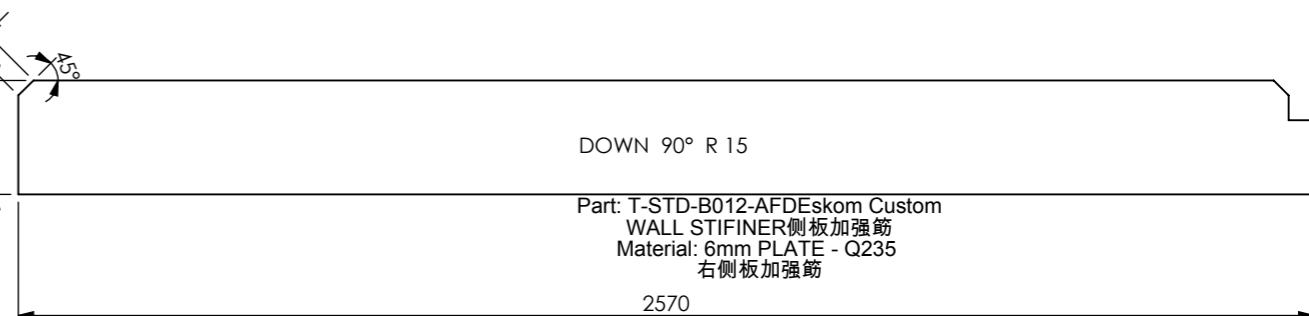 45°
DOWN 90° R 15
Part: T-STD-B012-AFDEskom Custom
WALL STIFINER侧板加强筋
Material: 6mm PLATE - Q235
右侧板加强筋
2570